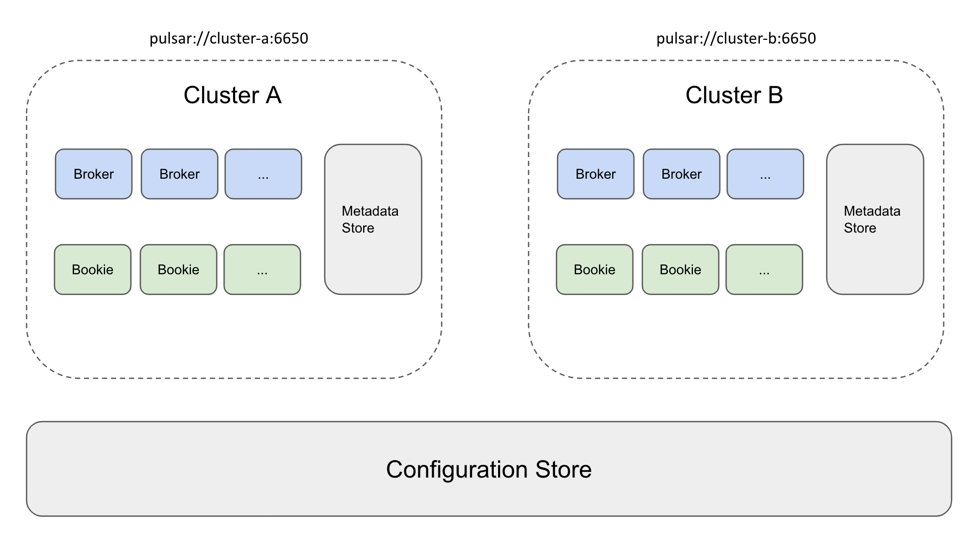 pulsar://cluster-a:6650
pulsar://cluster-b:6650
Cluster A
Broker
Broker
...
Metadata
Store
Bookie
Bookie
...
Cluster B
Broker
Broker
...
Metadata
Store
Bookie
Bookie
...
Configuration Store